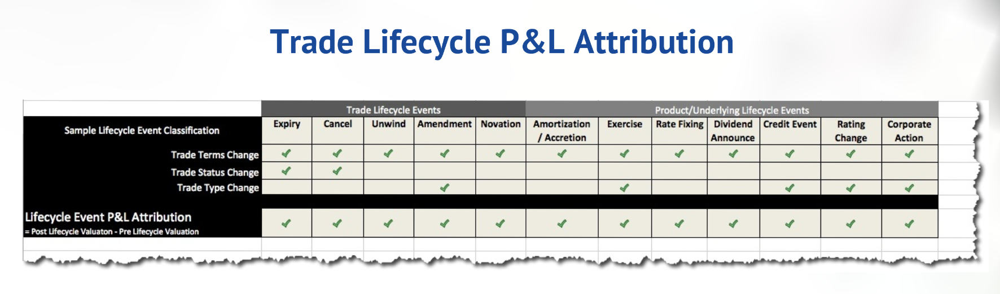 Trade Lifecycle P&L Attribution
Trade Lifecycle Events Product/Underlying Lifecycle Events
Sample Lifecycle Event Classification Expiry Cancel Unwind Amendment Novation Amortization / Accretion Exercise Rate Fixing Dividend Announce Credit Event Rating Change Corporate Action
Trade Terms Change ✔ ✔ ✔ ✔ ✔ ✔ ✔ ✔ ✔ ✔ ✔ ✔
Trade Status Change ✔ ✔
Trade Type Change ✔ ✔ ✔ ✔ ✔
Lifecycle Event P&L Attribution ✔ ✔ ✔ ✔ ✔ ✔ ✔ ✔ ✔ ✔ ✔ ✔
= Post Lifecycle Valuaton - Pre Lifecycle Valuation